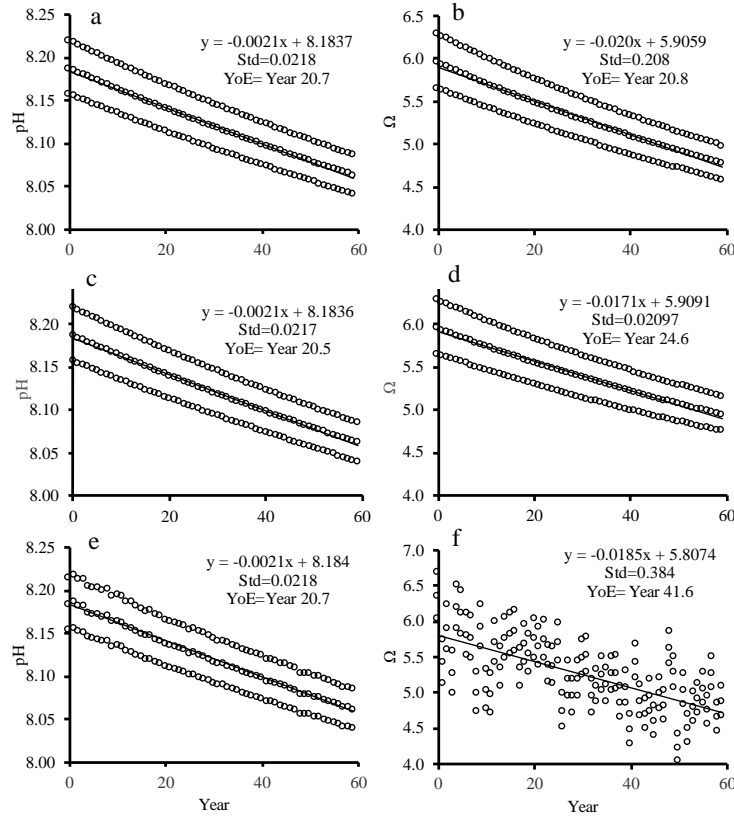 a
y = -0.0021x + 8.1837
Std=0.0218
YoE= Year 20.7
pH
8.25
8.20
8.15
8.10
8.05
8.00
0 20 40 60
b
y = -0.020x + 5.9059
Std=0.208
YoE= Year 20.8
Ω
6.5
6.0
5.5
5.0
4.5
4.0
0 20 40 60
c
y = -0.0021x + 8.1836
Std=0.0217
YoE= Year 20.5
pH
8.20
8.15
8.10
8.05
8.00
0 20 40 60
d
y = -0.0171x + 5.9091
Std=0.02097
YoE= Year 24.6
Ω
6.0
5.5
5.0
4.5
4.0
0 20 40 60
e
y = -0.0021x + 8.184
Std=0.0218
YoE=Year 20.7
pH
8.25
8.20
8.15
8.10
8.05
8.00
0 20 40 60
Year
f
y = -0.0185x + 5.8074
Std=0.384
YoE= Year 41.6
Ω
7.0
6.5
6.0
5.5
5.0
4.5
4.0
0 20 40 60
Year